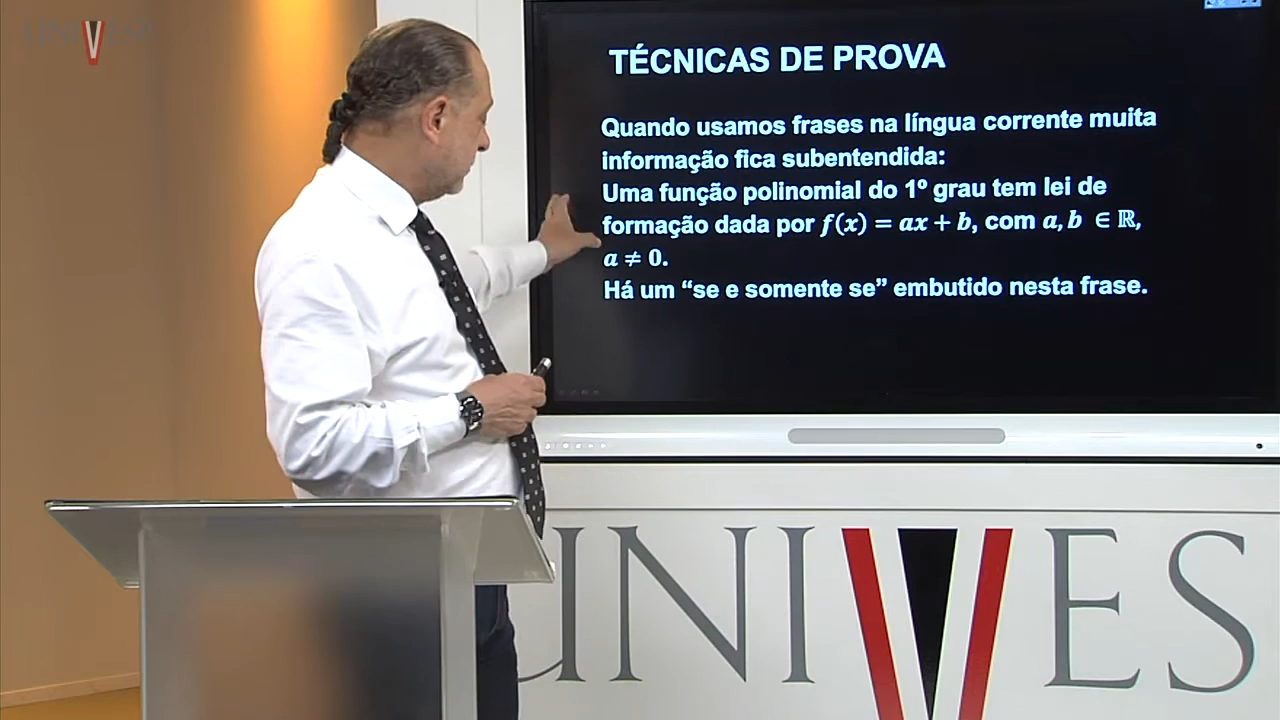 UNIVESP
TÉCNICAS DE PROVA
Quando usamos frases na língua corrente muita
informação fica subentendida:
Uma função polinomial do 1º grau tem lei de
formação dada por f(x) = ax + b, com a, b ∈ ℝ,
a ≠ 0.
Há um “se e somente se” embutido nesta frase.
UNIVES